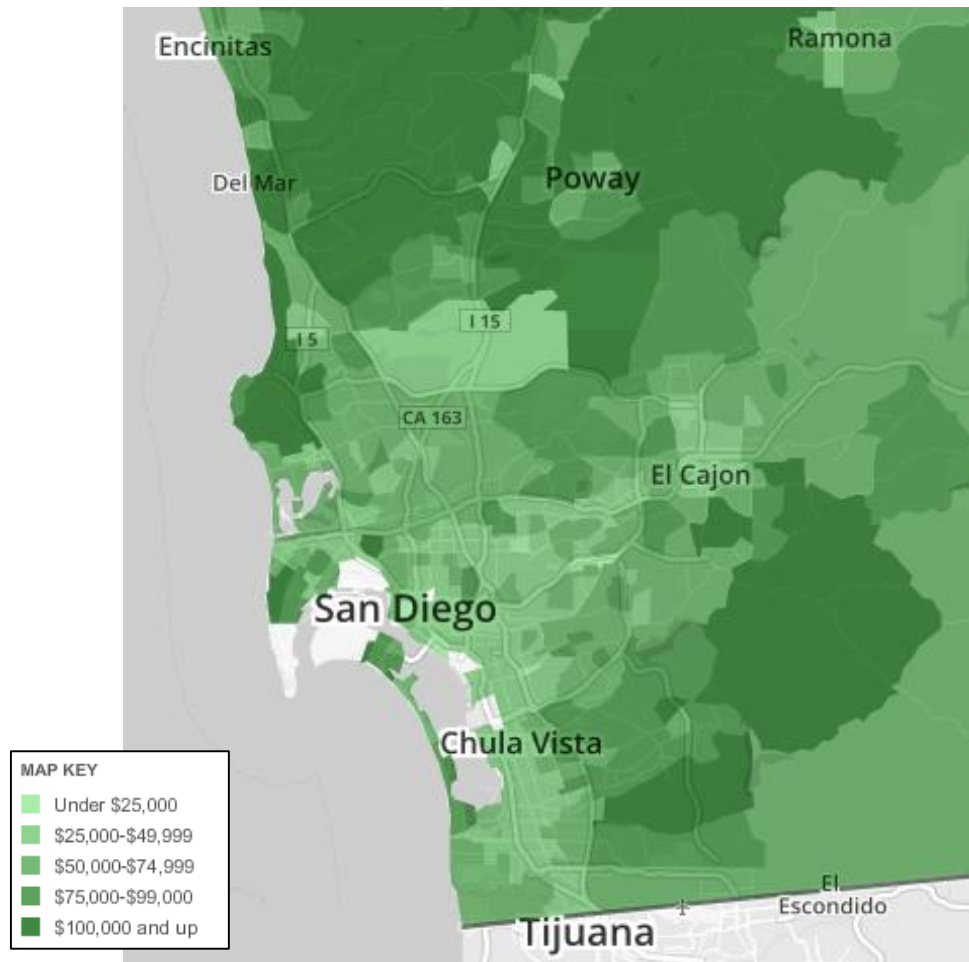 Encinitas
Ramona
Del Mar
Poway
I 15
I 5
CA 163
El Cajon
San Diego
Chula Vista
MAP KEY
Under $25,000
$25,000-$49,999
$50,000-$74,999
$75,000-$99,000
$100,000 and up
El
Escondido
Tijuana